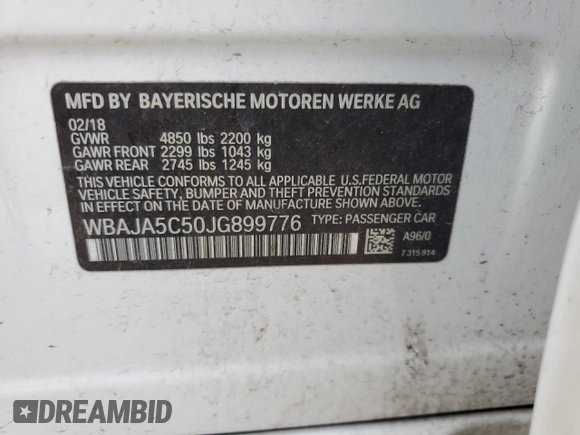 MFD BY BAYERISCHE MOTOREN WERKE AG
02/18
GVWR 4850 lbs 2200 kg
GAWR FRONT 2299 lbs 1043 kg
GAWR REAR 2745 lbs 1245 kg
THIS VEHICLE CONFORMS TO ALL APPLICABLE U.S.FEDERAL MOTOR
VEHICLE SAFETY, BUMPER AND THEFT PREVENTION STANDARDS
IN EFFECT ON THE DATE OF MANUFACTURE SHOWN ABOVE.
WBAJA5C50JG899776 TYPE: PASSENGER CAR
A96/0
7315814
DREAMBID